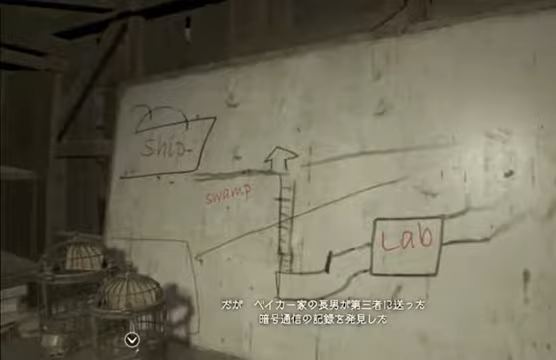 Ship
swamp
Lab
だが　ベイカー家の長男が第三者に送った
暗号通信の記録を発見した